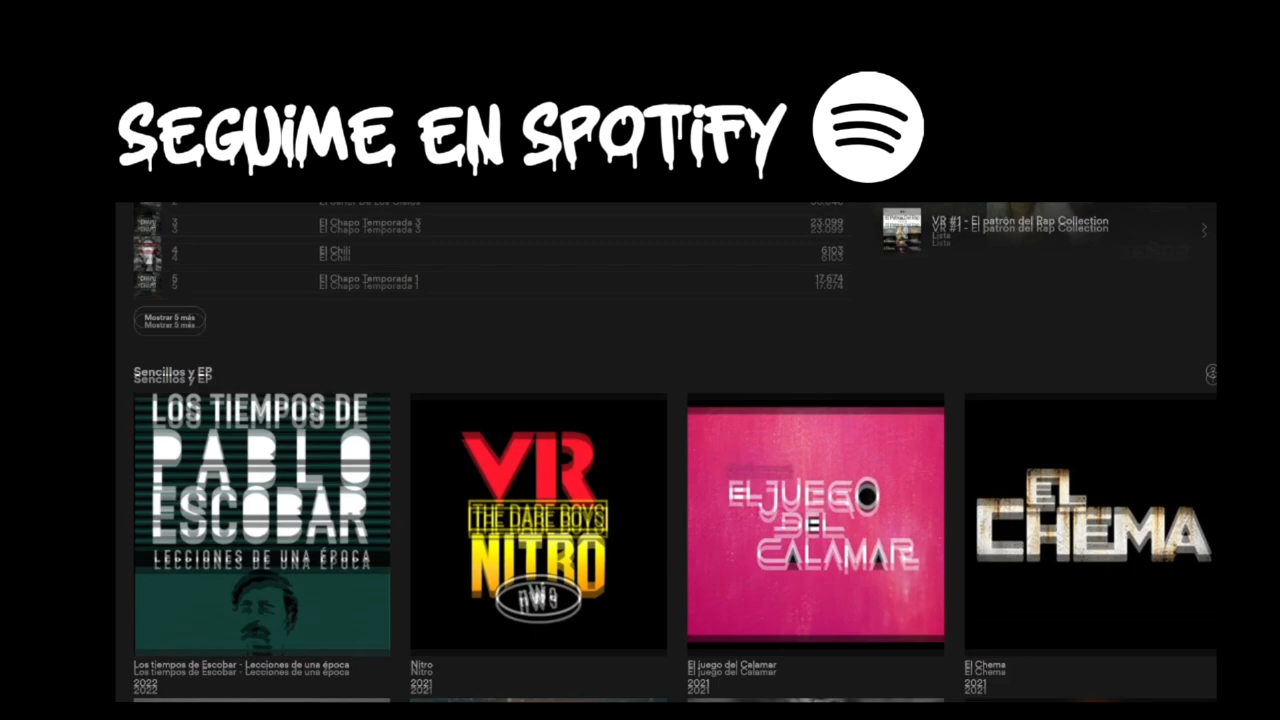 SEGUiME EN SPOTiFY
3 El Chapo Temporada 3 23.099
4 El Chili 6103
5 El Chapo Temporada 1 17.674
VR #1 - El patrón del Rap Collection
Lista
Mostrar 5 más
Sencillos y EP
LOS TIEMPOS DE
PABLO
ESCOBAR
LECCIONES DE UNA ÉPOCA
Los tiempos de Escobar - Lecciones de una época
2022
VR
THE DARE BOYS
NITRO
nWo
Nitro
2021
EL JUEGO
DEL
CALAMAR
El juego del Calamar
2021
EL
CHEMA
El Chema
2021